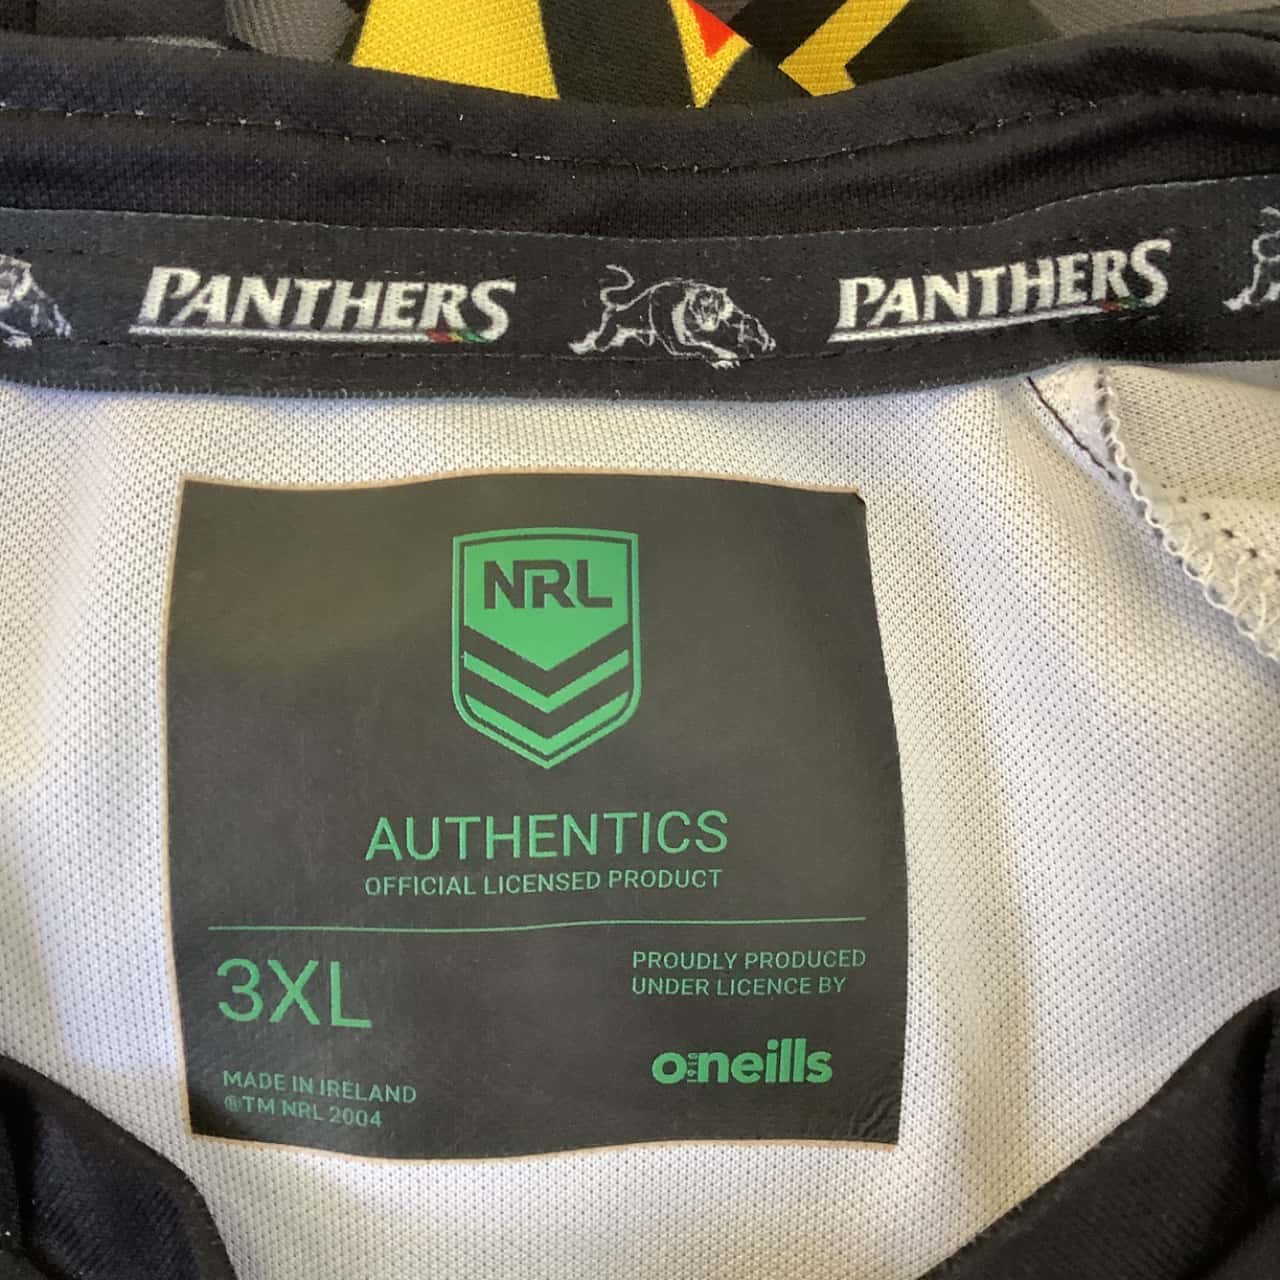 PANTHERS PANTHERS
NRL
AUTHENTICS
OFFICIAL LICENSED PRODUCT
3XL
MADE IN IRELAND
®TM NRL 2004
PROUDLY PRODUCED
UNDER LICENCE BY
o1918neills